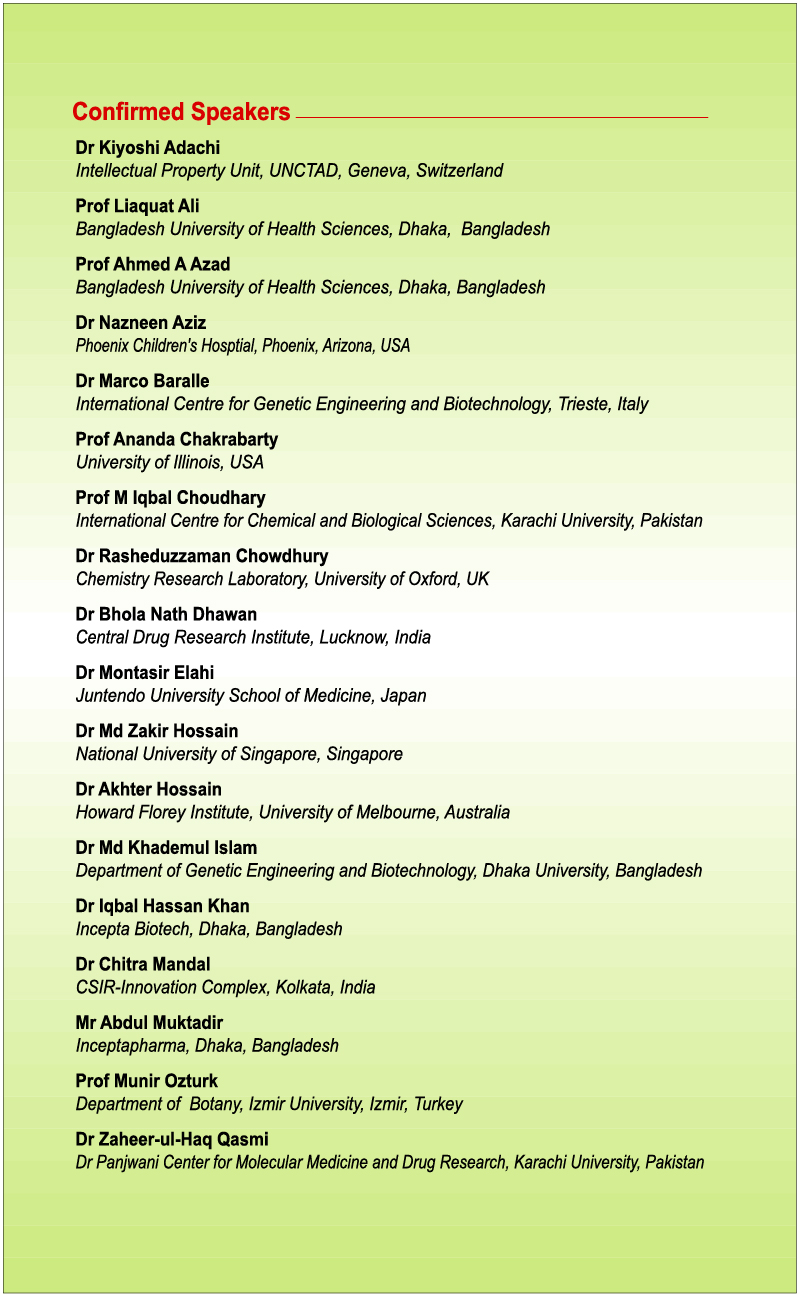 Confirmed Speakers
Dr Kiyoshi Adachi
Intellectual Property Unit, UNCTAD, Geneva, Switzerland
Prof Liaquat Ali
Bangladesh University of Health Sciences, Dhaka,  Bangladesh
Prof Ahmed A Azad
Bangladesh University of Health Sciences, Dhaka, Bangladesh
Dr Nazneen Aziz
Phoenix Children's Hosptial, Phoenix, Arizona, USA
Dr Marco Baralle
International Centre for Genetic Engineering and Biotechnology, Trieste, Italy
Prof Ananda Chakrabarty
University of Illinois, USA
Prof M Iqbal Choudhary
International Centre for Chemical and Biological Sciences, Karachi University, Pakistan
Dr Rasheduzzaman Chowdhury
Chemistry Research Laboratory, University of Oxford, UK
Dr Bhola Nath Dhawan
Central Drug Research Institute, Lucknow, India
Dr Montasir Elahi
Juntendo University School of Medicine, Japan
Dr Md Zakir Hossain
National University of Singapore, Singapore
Dr Akhter Hossain
Howard Florey Institute, University of Melbourne, Australia
Dr Md Khademul Islam
Department of Genetic Engineering and Biotechnology, Dhaka University, Bangladesh
Dr Iqbal Hassan Khan
Incepta Biotech, Dhaka, Bangladesh
Dr Chitra Mandal
CSIR-Innovation Complex, Kolkata, India
Mr Abdul Muktadir
Inceptapharma, Dhaka, Bangladesh
Prof Munir Ozturk
Department of  Botany, Izmir University, Izmir, Turkey
Dr Zaheer-ul-Haq Qasmi
Dr Panjwani Center for Molecular Medicine and Drug Research, Karachi University, Pakistan